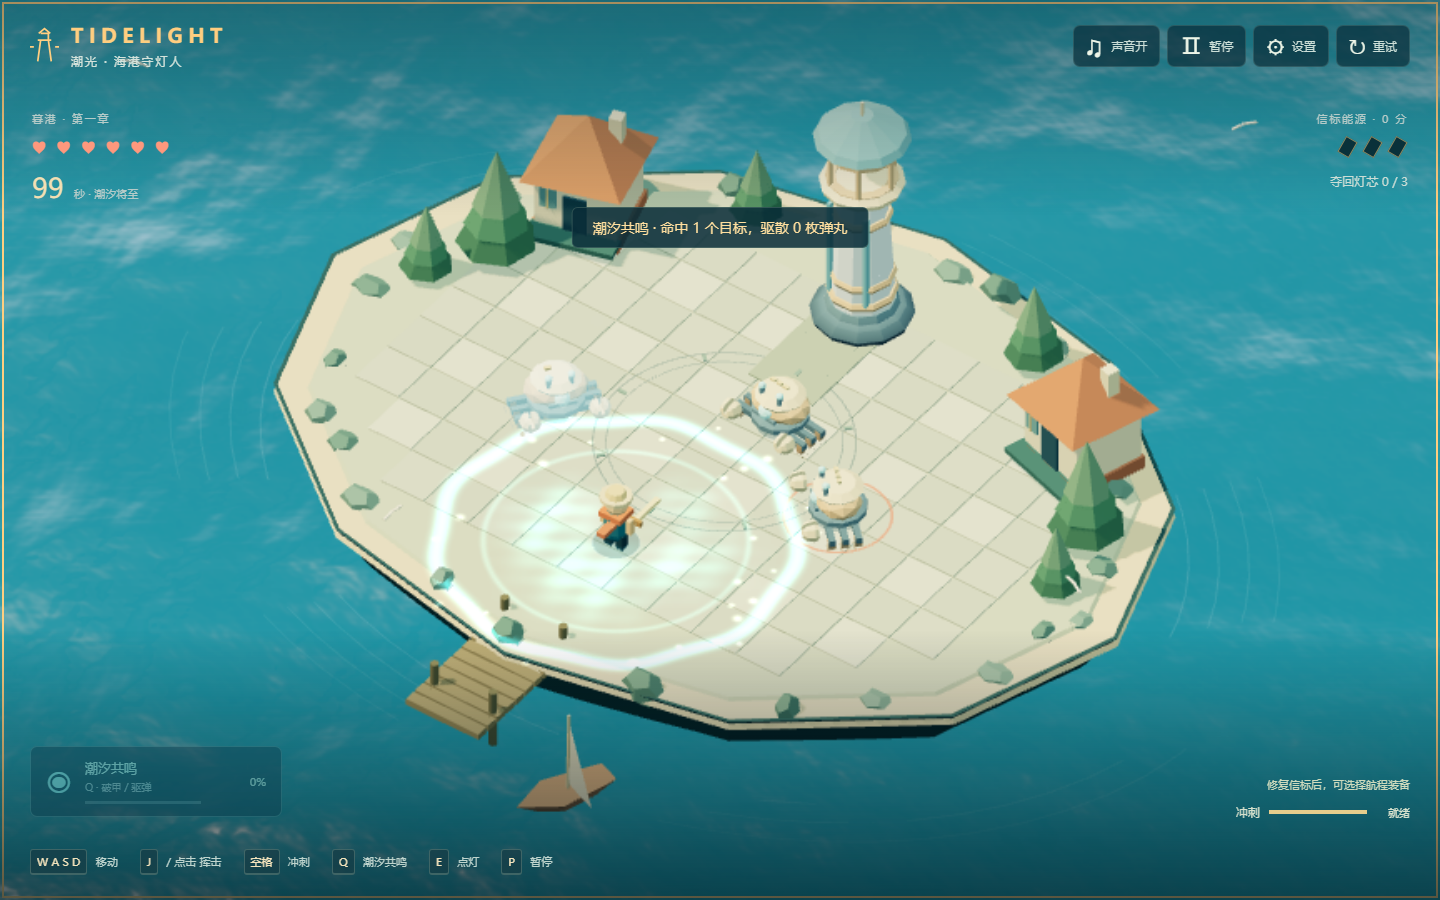 TIDELIGHT
潮光 · 海港守灯人
声音开
暂停
设置
重试
暮港 · 第一章
99 秒 · 潮汐将至
信标能源 · 0 分
夺回灯芯 0 / 3
潮汐共鸣 · 命中 1 个目标，驱散 0 枚弹丸
潮汐共鸣
Q · 破甲 / 驱弹
0%
修复信标后，可选择航程装备
冲刺 就绪
WASD 移动 J / 点击 挥击 空格 冲刺 Q 潮汐共鸣 E 点灯 P 暂停